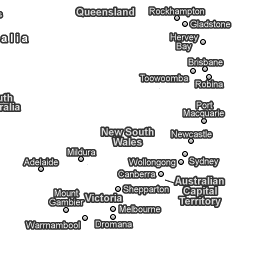 Queensland
Rockhampton
Gladstone
alia
Hervey
Bay
Brisbane
Toowoomba
Robina
uth
ralia
Port
Macquarie
New South
Wales
Newcastle
Mildura
Adelaide
Wollongong
Sydney
Canberra
Australian
Capital
Territory
Mount
Gambier
Victoria
Shepparton
Melbourne
Warrnambool
Dromana